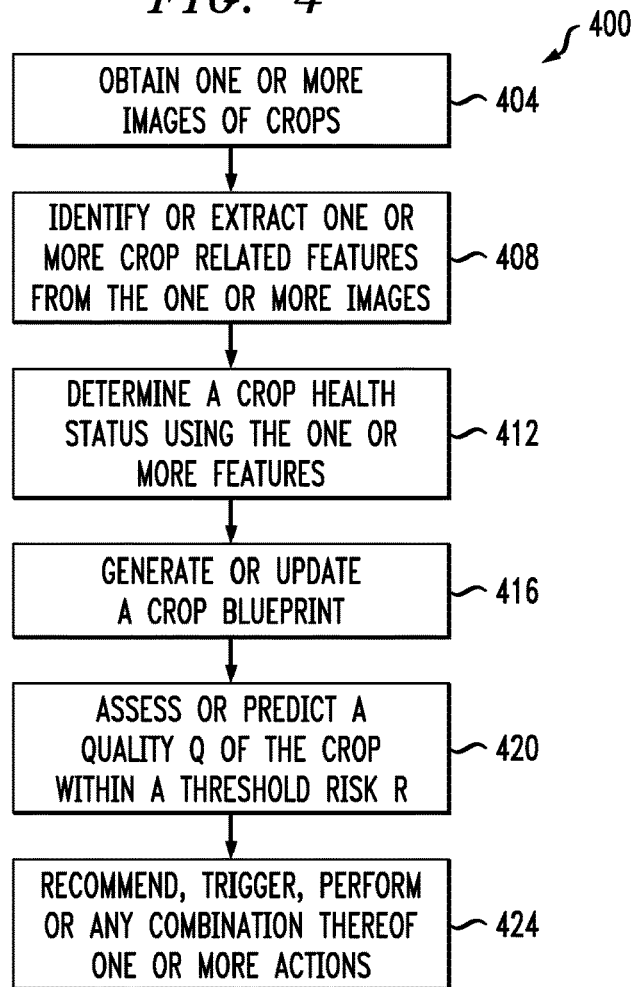 FIG. 4
400
OBTAIN ONE OR MORE
IMAGES OF CROPS
404
IDENTIFY OR EXTRACT ONE OR
MORE CROP RELATED FEATURES
FROM THE ONE OR MORE IMAGES
408
DETERMINE A CROP HEALTH
STATUS USING THE ONE OR
MORE FEATURES
412
GENERATE OR UPDATE
A CROP BLUEPRINT
416
ASSESS OR PREDICT A
QUALITY Q OF THE CROP
WITHIN A THRESHOLD RISK R
420
RECOMMEND, TRIGGER, PERFORM
OR ANY COMBINATION THEREOF
ONE OR MORE ACTIONS
424